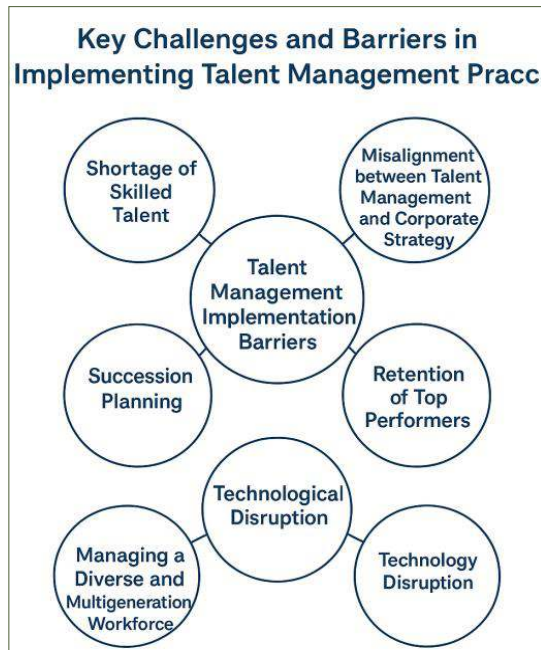 Key Challenges and Barriers in
Implementing Talent Management Pracc
Shortage of
Skilled
Talent
Misalignment
between Talent
Management
and Corporate
Strategy
Talent
Management
Implementation
Barriers
Succession
Planning
Retention
of Top
Performers
Technological
Disruption
Managing a
Diverse and
Multigeneration
Workforce
Technology
Disruption